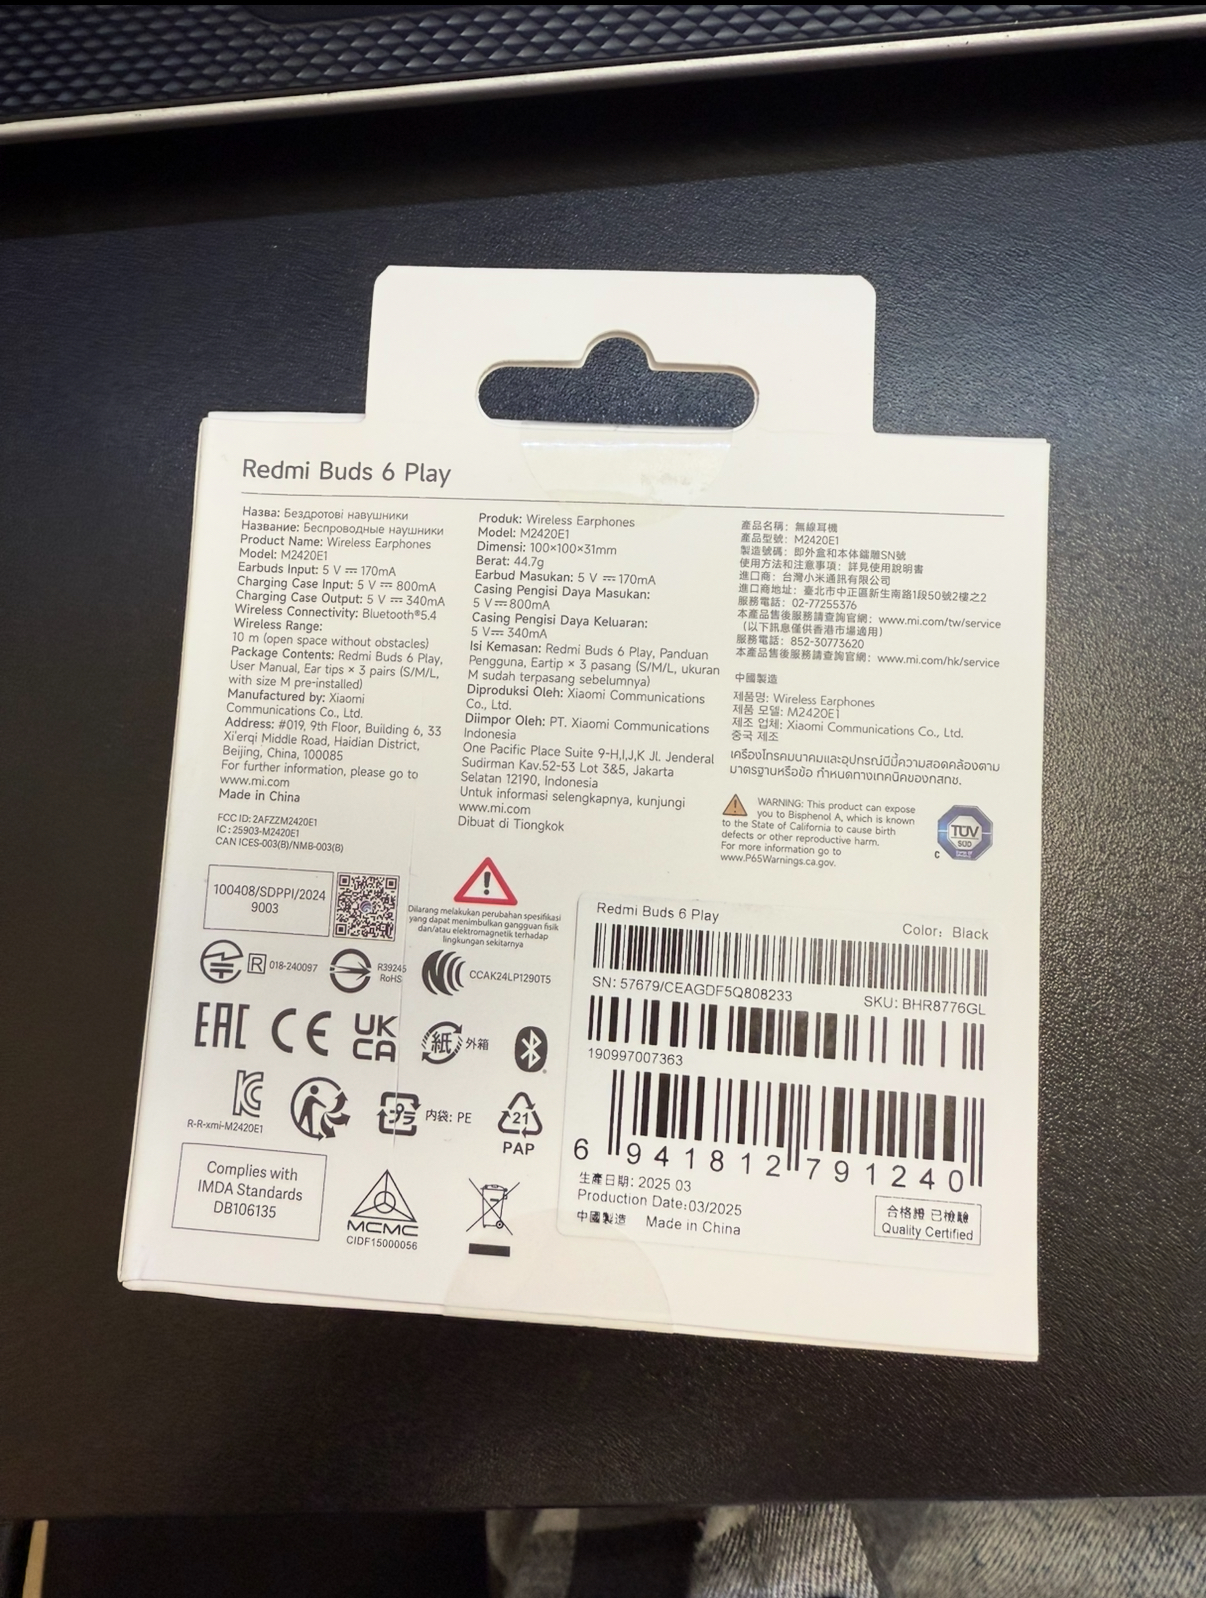 Redmi Buds 6 Play
Назва: Бездротові навушники
Название: Беспроводные наушники
Product Name: Wireless Earphones
Model: M2420E1
Earbuds Input: 5 V ⎓ 170mA
Charging Case Input: 5 V ⎓ 800mA
Charging Case Output: 5 V ⎓ 340mA
Wireless Connectivity: Bluetooth®5.4
Wireless Range:
10 m (open space without obstacles)
Package Contents: Redmi Buds 6 Play,
User Manual, Ear tips × 3 pairs (S/M/L,
with size M pre-installed)
Manufactured by: Xiaomi
Communications Co., Ltd.
Address: #019, 9th Floor, Building 6, 33
Xi'erqi Middle Road, Haidian District,
Beijing, China, 100085
For further information, please go to
www.mi.com
Made in China
FCC ID: 2AFZZM2420E1
IC : 25903-M2420E1
CAN ICES-003(B)/NMB-003(B)
Produk: Wireless Earphones
Model: M2420E1
Dimensi: 100×100×31mm
Berat: 44.7g
Earbud Masukan: 5 V ⎓ 170mA
Casing Pengisi Daya Masukan:
5 V⎓800mA
Casing Pengisi Daya Keluaran:
5 V⎓340mA
Isi Kemasan: Redmi Buds 6 Play, Panduan
Pengguna, Eartip × 3 pasang (S/M/L, ukuran
M sudah terpasang sebelumnya)
Diproduksi Oleh: Xiaomi Communications
Co., Ltd.
Diimpor Oleh: PT. Xiaomi Communications
Indonesia
One Pacific Place Suite 9-H,I,J,K Jl. Jenderal
Sudirman Kav.52-53 Lot 3&5, Jakarta
Selatan 12190, Indonesia
Untuk informasi selengkapnya, kunjungi
www.mi.com
Dibuat di Tiongkok
產品名稱：無線耳機
產品型號：M2420E1
製造號碼：即外盒和本体鐳雕SN號
使用方法和注意事項：詳見使用說明書
進口商：台灣小米通訊有限公司
進口商地址：臺北市中正區新生南路1段50號2樓之2
服務電話：02-77255376
本產品售後服務請查詢官網：www.mi.com/tw/service
（以下訊息僅供香港市場適用）
服務電話：852-30773620
本產品售後服務請查詢官網：www.mi.com/hk/service
中國製造
제품명: Wireless Earphones
제품 모델: M2420E1
제조 업체: Xiaomi Communications Co., Ltd.
중국 제조
เครื่องโทรคมนาคมและอุปกรณ์นี้มีความสอดคล้องตาม
มาตรฐานหรือข้อ กำหนดทางเทคนิคของกสทช.
WARNING: This product can expose
you to Bisphenol A, which is known
to the State of California to cause birth
defects or other reproductive harm.
For more information go to
www.P65Warnings.ca.gov.
TÜV
SÜD
C
100408/SDPPI/2024
9003
Dilarang melakukan perubahan spesifikasi
yang dapat menimbulkan gangguan fisik
dan/atau elektromagnetik terhadap
lingkungan sekitarnya
R 018-240097
R39245
RoHS
CCAK24LP1290T5
EAC CE UK
CA
紙 外箱
R-R-xmi-M2420E1
プラ 内袋: PE
21
PAP
Complies with
IMDA Standards
DB106135
MCMC
CIDF15000056
Redmi Buds 6 Play
Color: Black
SN: 57679/CEAGDF5Q808233
SKU: BHR8776GL
190997007363
6 941812 791240
生產日期: 2025 03
Production Date:03/2025
中國製造 Made in China
合格證 已檢驗
Quality Certified